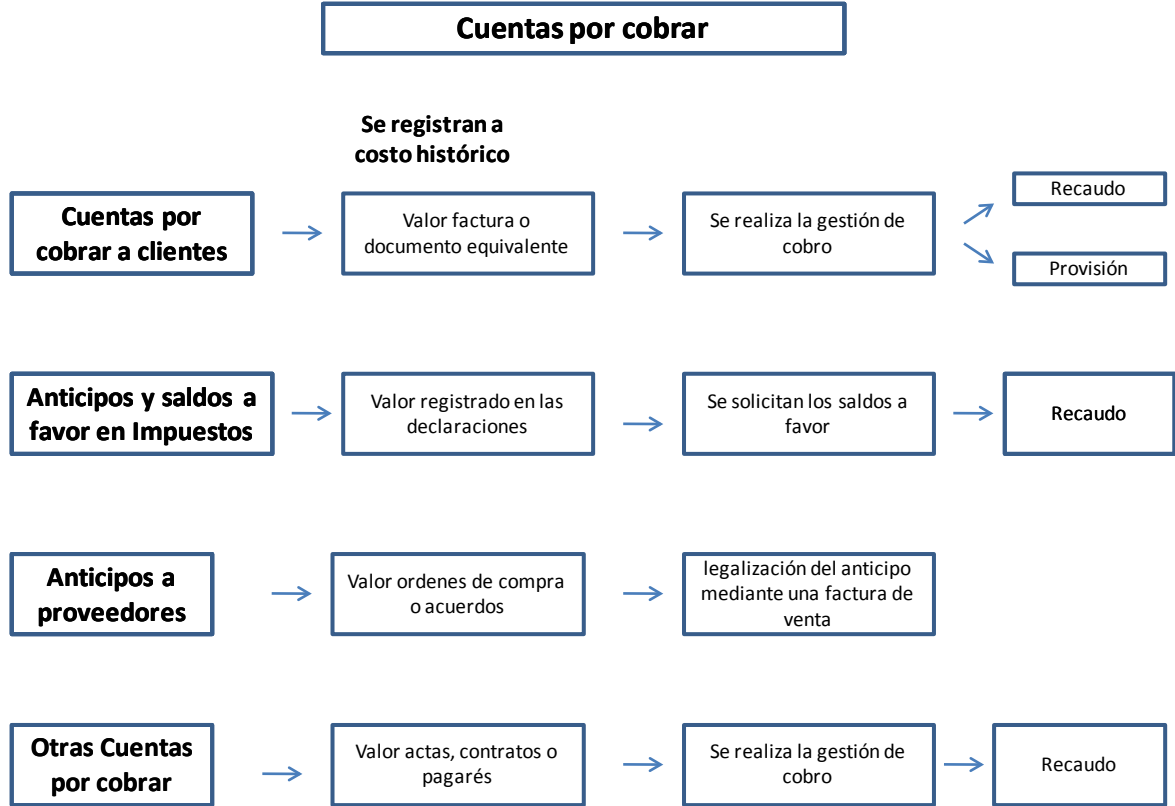 Cuentas por cobrar
Se registran a
costo histórico
Cuentas por
cobrar a clientes
Valor factura o
documento equivalente
Se realiza la gestión de
cobro
Recaudo
Provisión
Anticipos y saldos a
favor en Impuestos
Valor registrado en las
declaraciones
Se solicitan los saldos a
favor
Recaudo
Anticipos a
proveedores
Valor ordenes de compra
o acuerdos
legalización del anticipo
mediante una factura de
venta
Otras Cuentas
por cobrar
Valor actas, contratos o
pagarés
Se realiza la gestión de
cobro
Recaudo